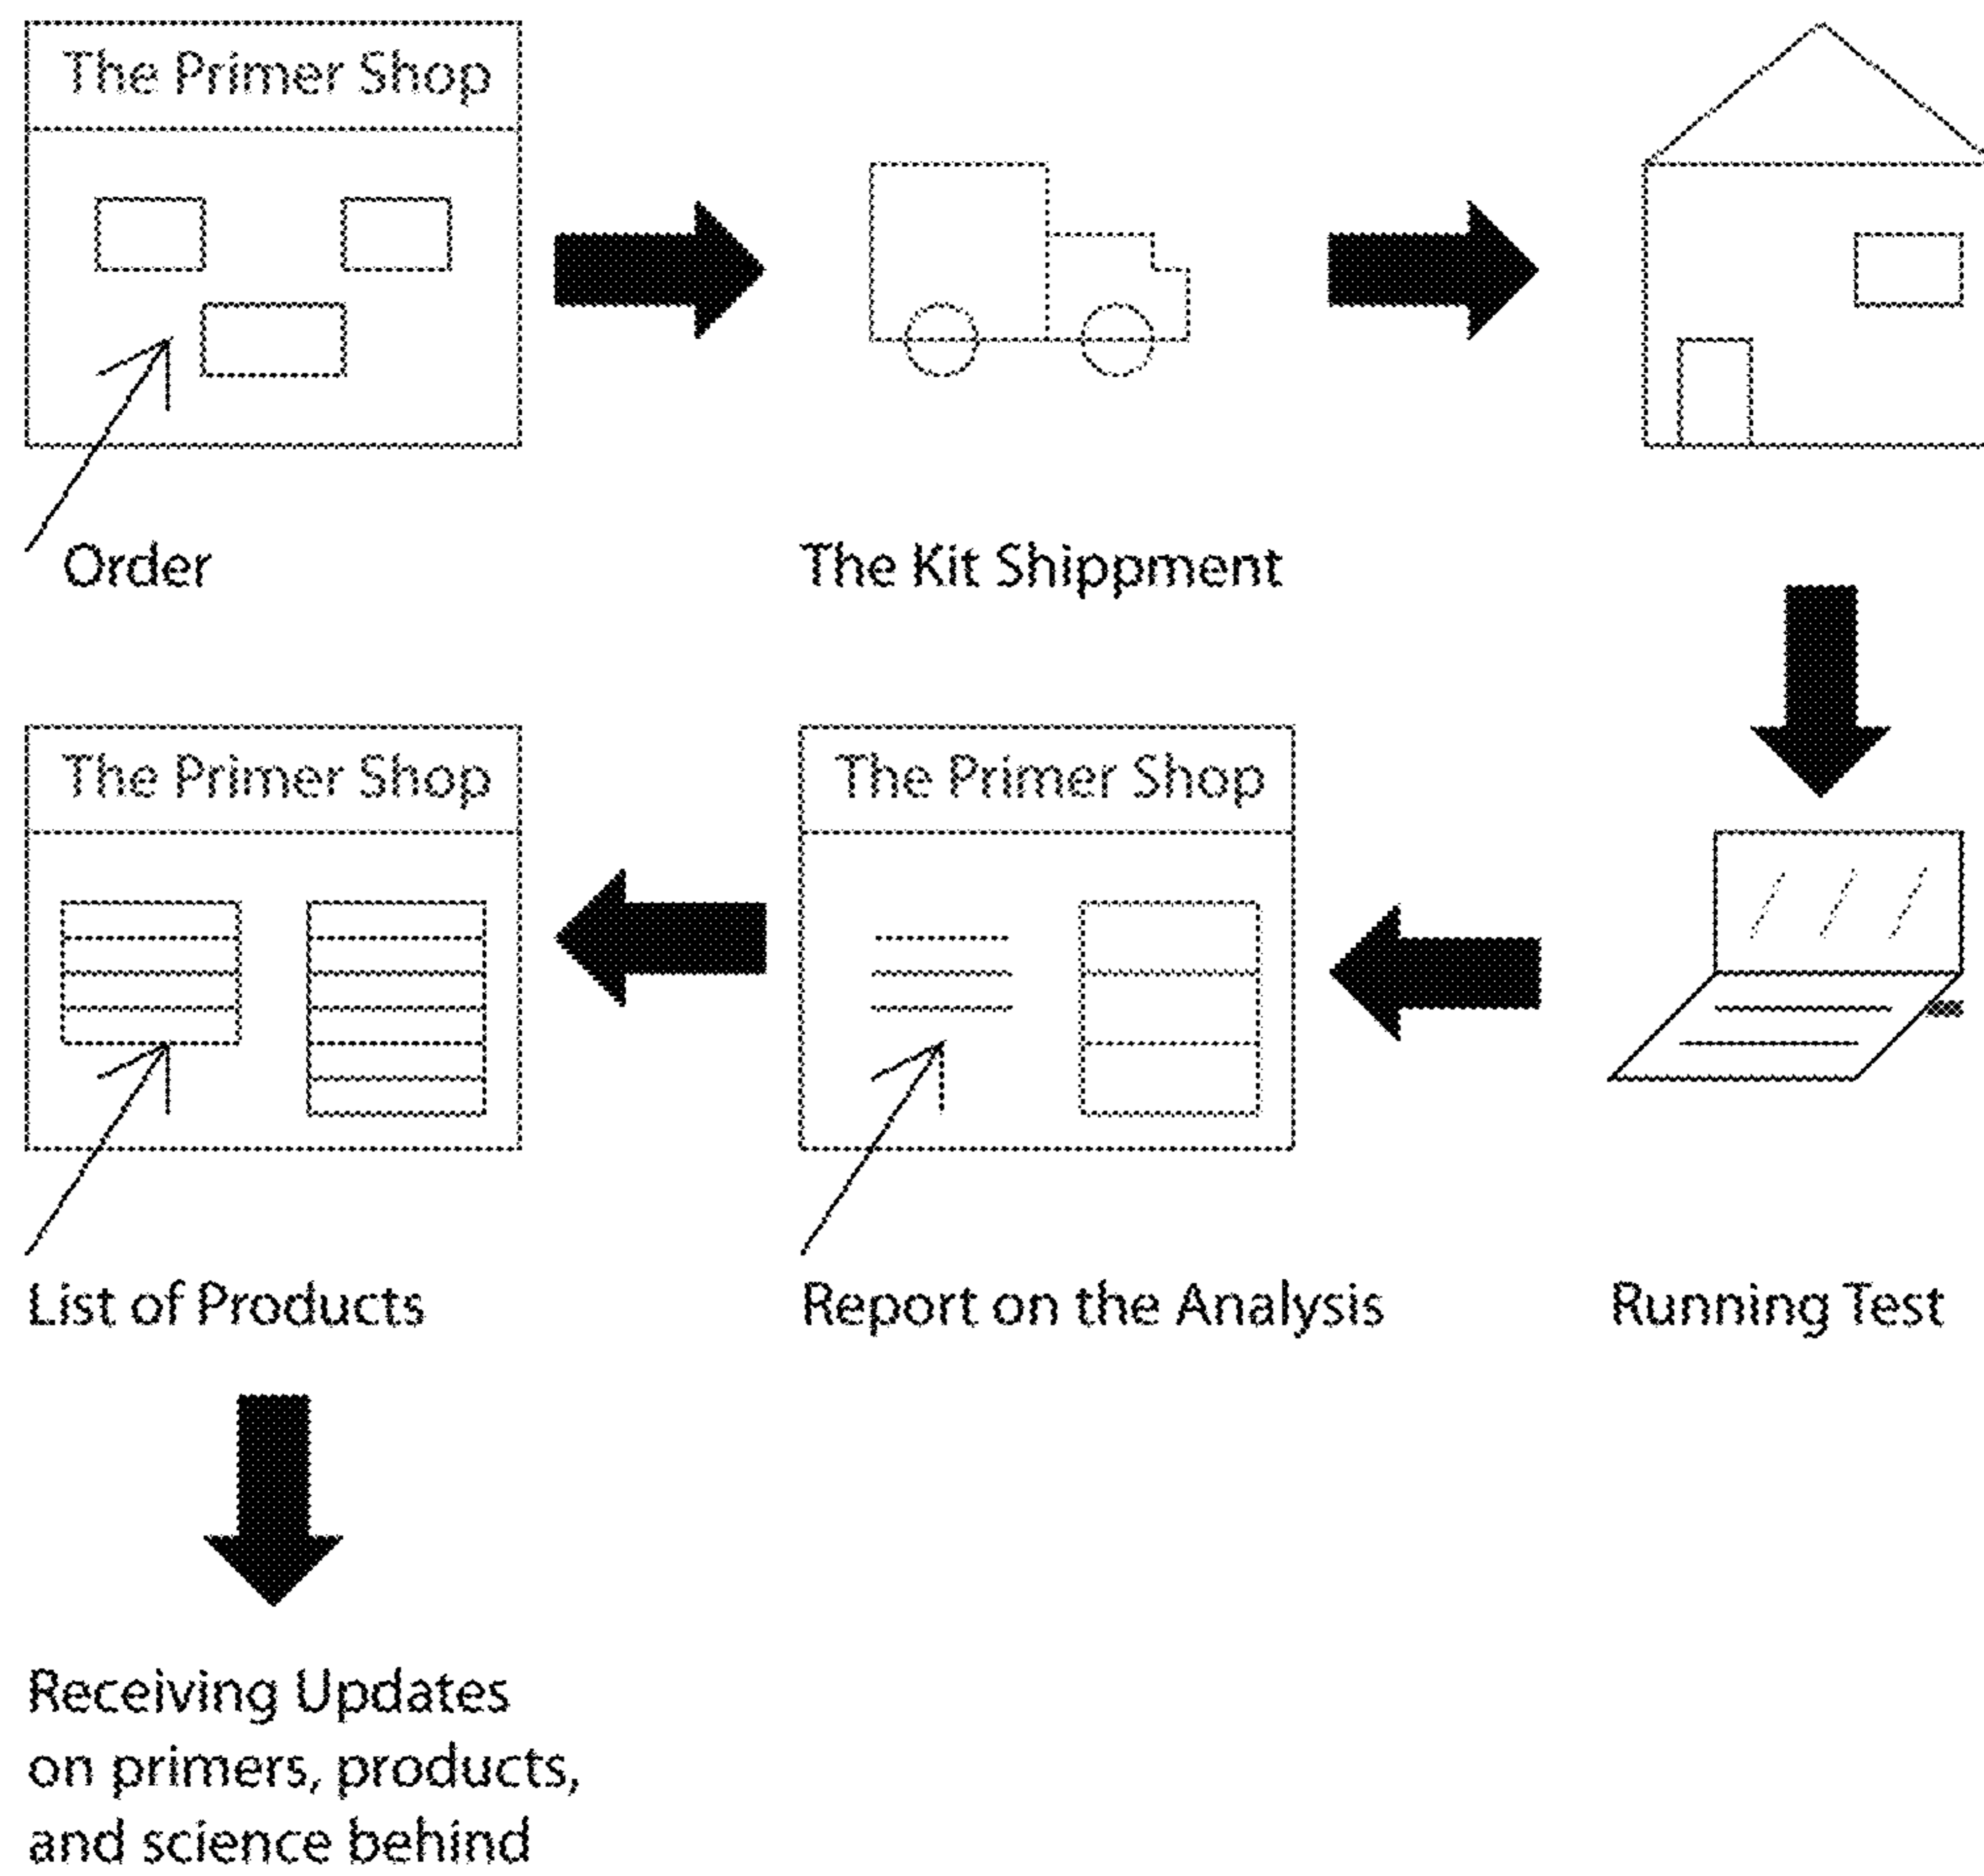 The Primer Shop
Order
The Kit Shippment
The Primer Shop
The Primer Shop
List of Products
Report on the Analysis
Running Test
Receiving Updates
on primers, products,
and science behind